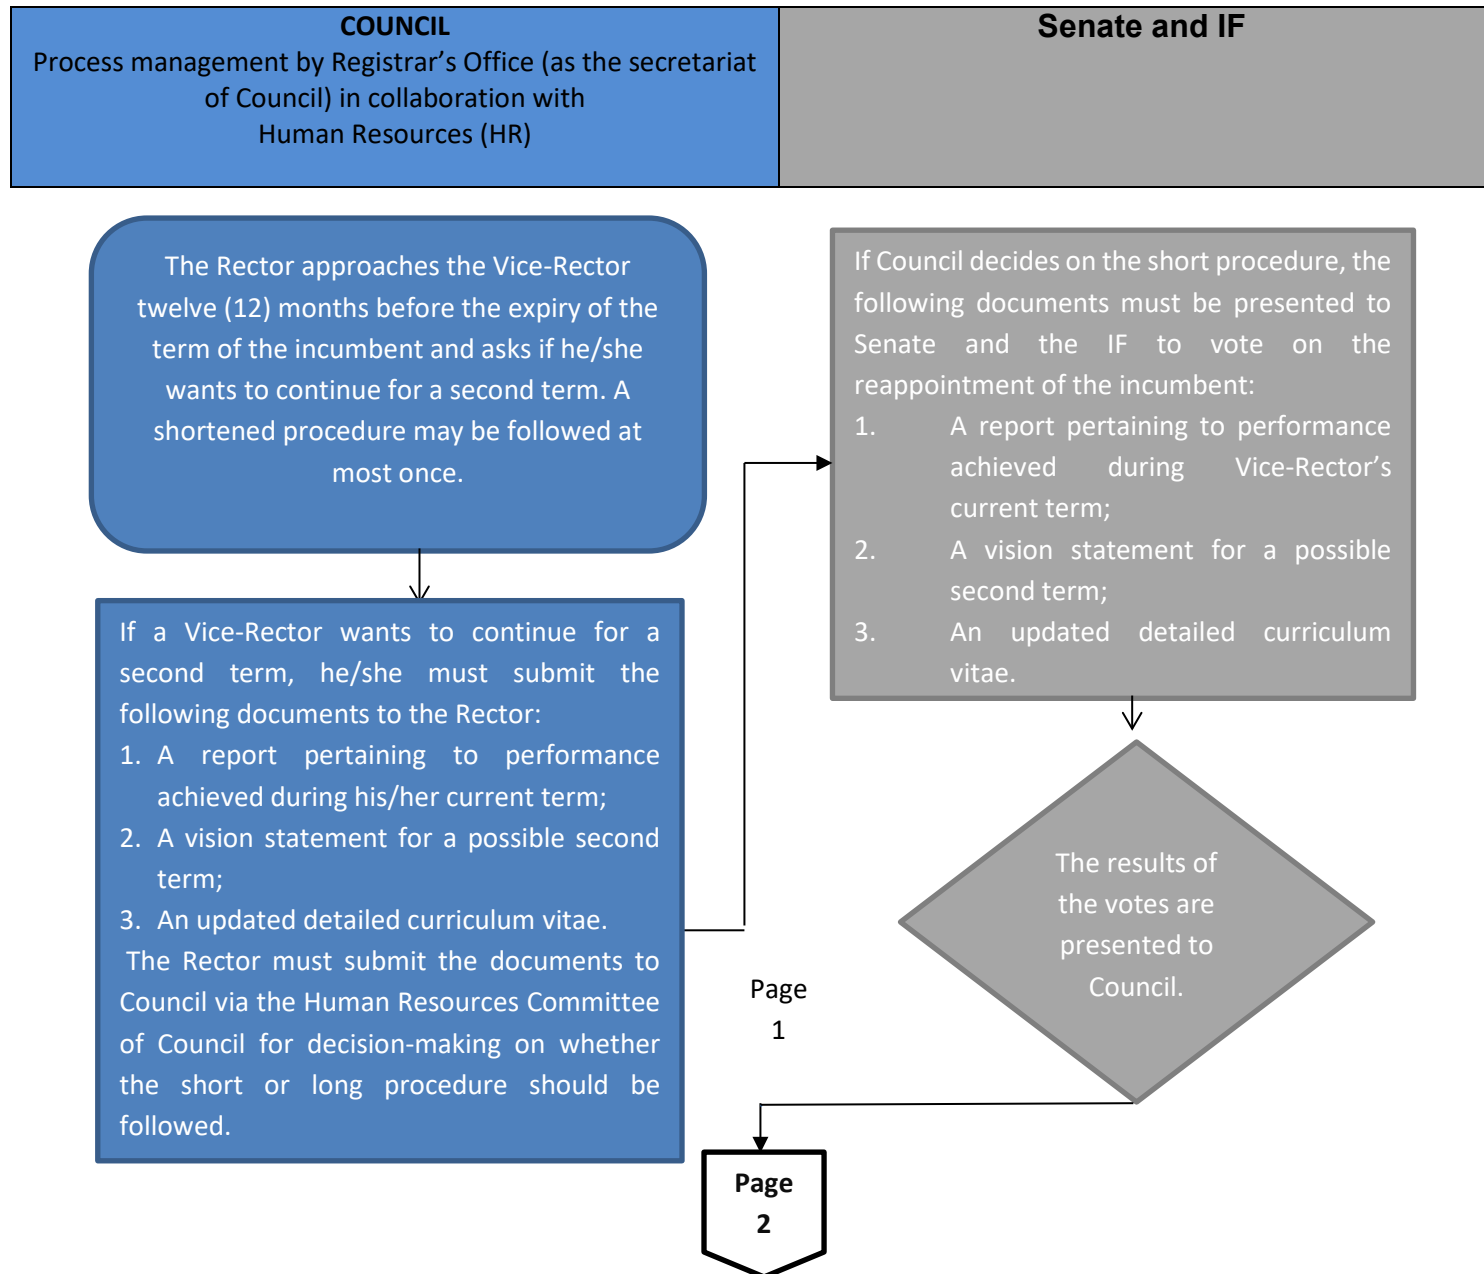 COUNCIL
Process management by Registrar’s Office (as the secretariat
of Council) in collaboration with
Human Resources (HR)
Senate and IF
The Rector approaches the Vice-Rector
twelve (12) months before the expiry of the
term of the incumbent and asks if he/she
wants to continue for a second term. A
shortened procedure may be followed at
most once.
If a Vice-Rector wants to continue for a
second term, he/she must submit the
following documents to the Rector:
1. A report pertaining to performance
achieved during his/her current term;
2. A vision statement for a possible second
term;
3. An updated detailed curriculum vitae.
The Rector must submit the documents to
Council via the Human Resources Committee
of Council for decision-making on whether
the short or long procedure should be
followed.
If Council decides on the short procedure, the
following documents must be presented to
Senate and the IF to vote on the
reappointment of the incumbent:
1. A report pertaining to performance
achieved during Vice-Rector’s
current term;
2. A vision statement for a possible
second term;
3. An updated detailed curriculum
vitae.
The results of
the votes are
presented to
Council.
Page
1
Page
2